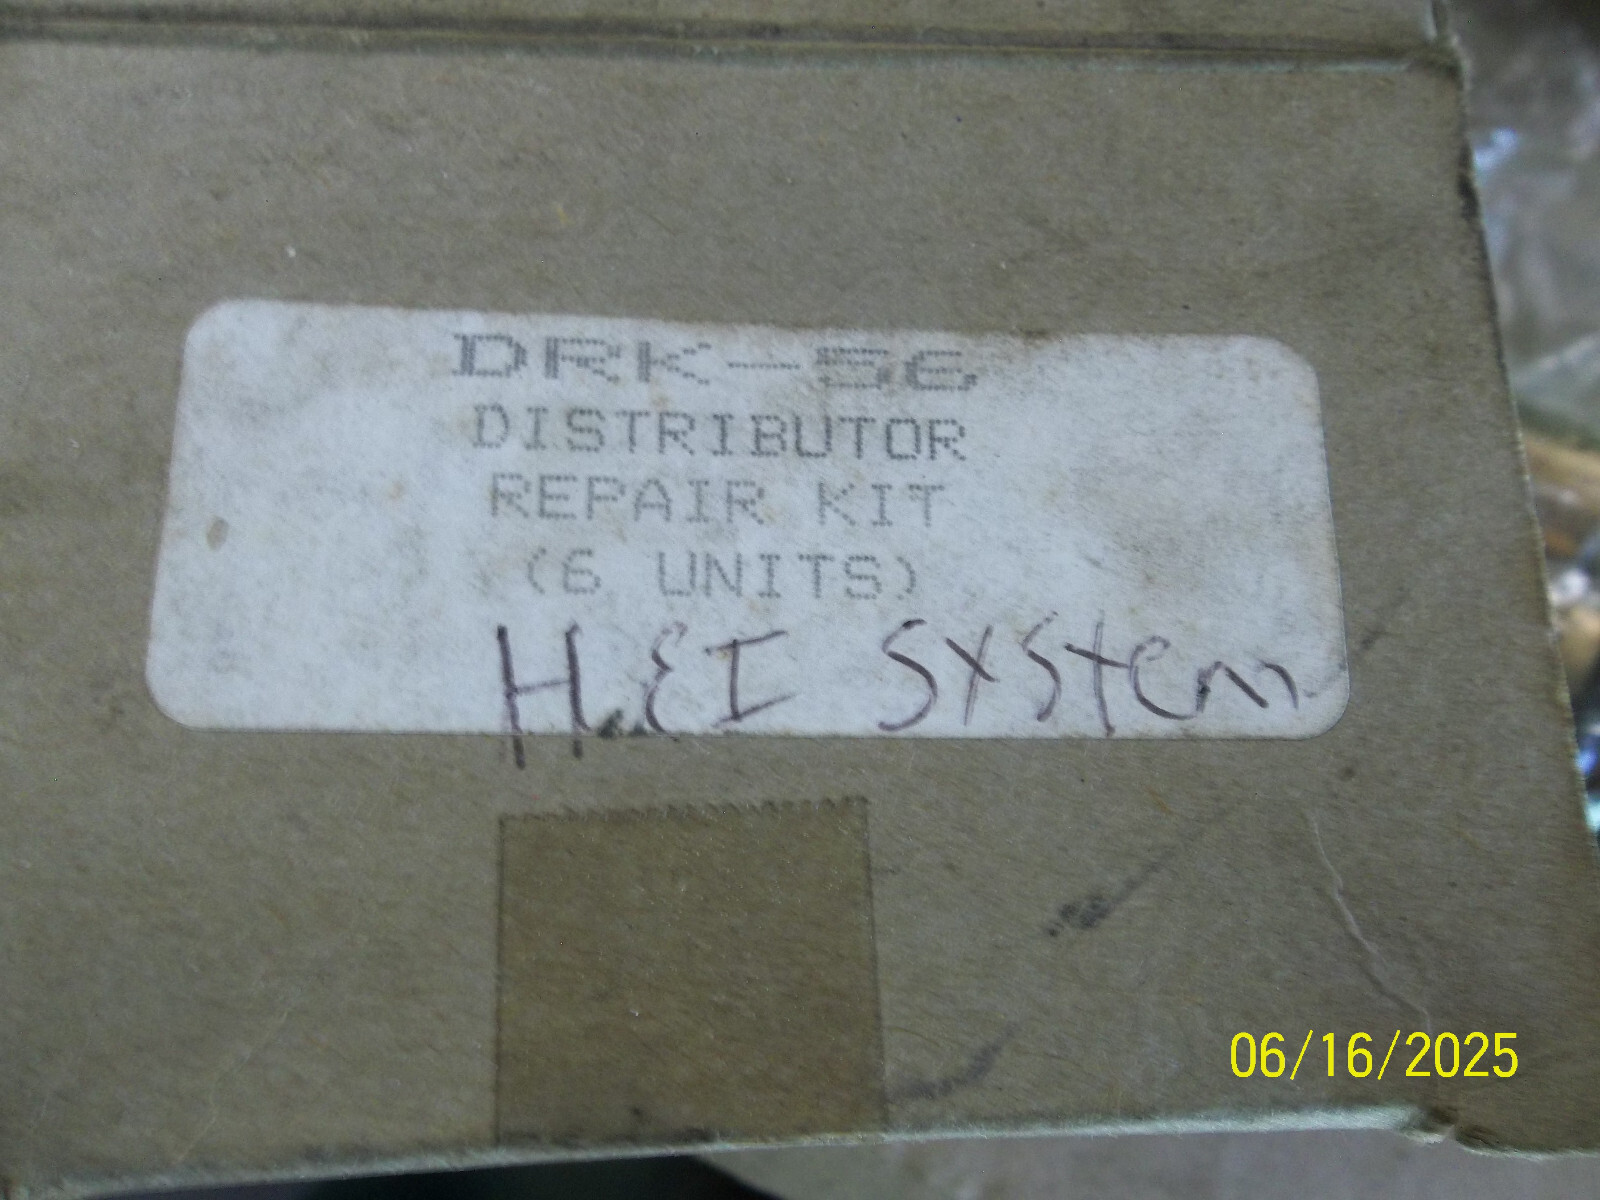 DRK-56
DISTRIBUTOR
REPAIR KIT
(6 UNITS)
H.EI System
06/16/2025